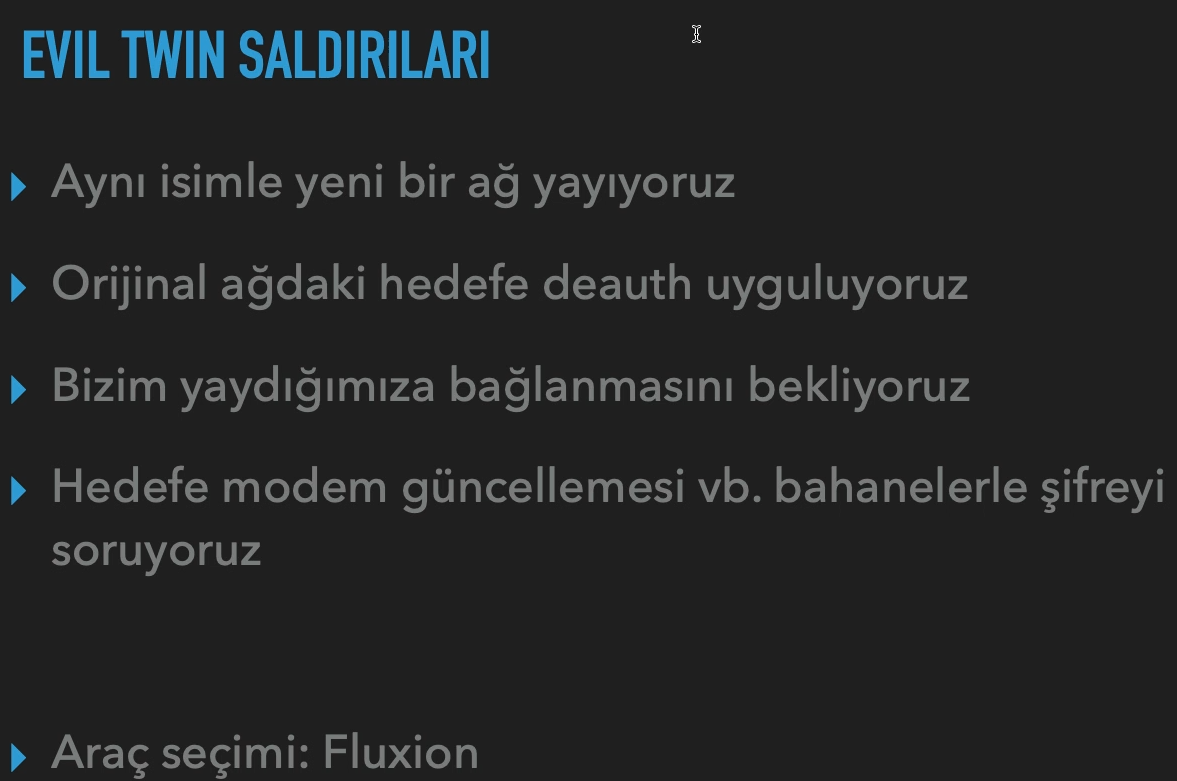 EVIL TWIN SALDIRILARI
Aynı isimle yeni bir ağ yayıyoruz
Orijinal ağdaki hedefe deauth uyguluyoruz
Bizim yaydığımıza bağlanmasını bekliyoruz
Hedefe modem güncellemesi vb. bahanelerle şifreyi
soruyoruz
Araç seçimi: Fluxion